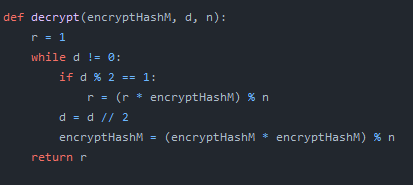 def decrypt(encryptHashM, d, n):
    r = 1
    while d != 0:
        if d % 2 == 1:
            r = (r * encryptHashM) % n
        d = d // 2
        encryptHashM = (encryptHashM * encryptHashM) % n
    return r